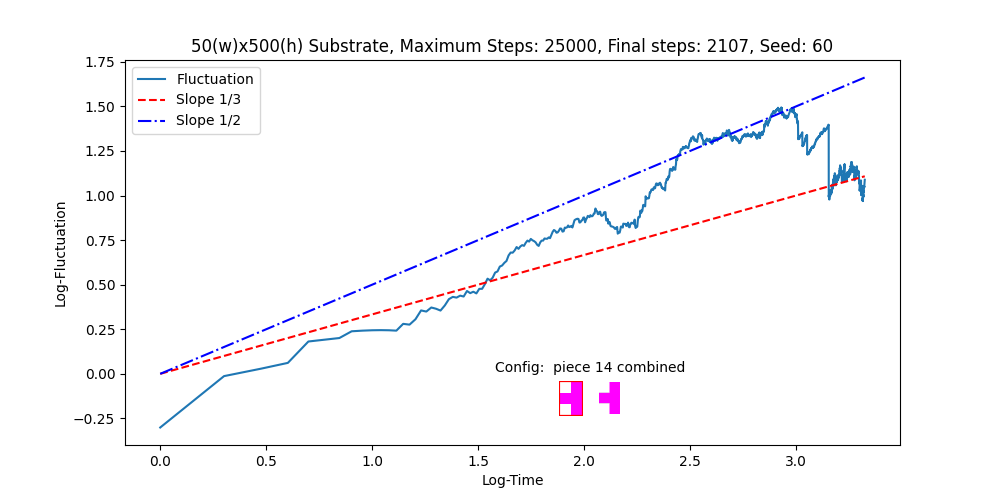 50(w)x500(h) Substrate, Maximum Steps: 25000, Final steps: 2107, Seed: 60
Fluctuation
Slope 1/3
Slope 1/2
1.75
1.50
1.25
1.00
0.75
0.50
0.25
0.00
−0.25
Log-Fluctuation
Config:  piece 14 combined
0.0 0.5 1.0 1.5 2.0 2.5 3.0
Log-Time